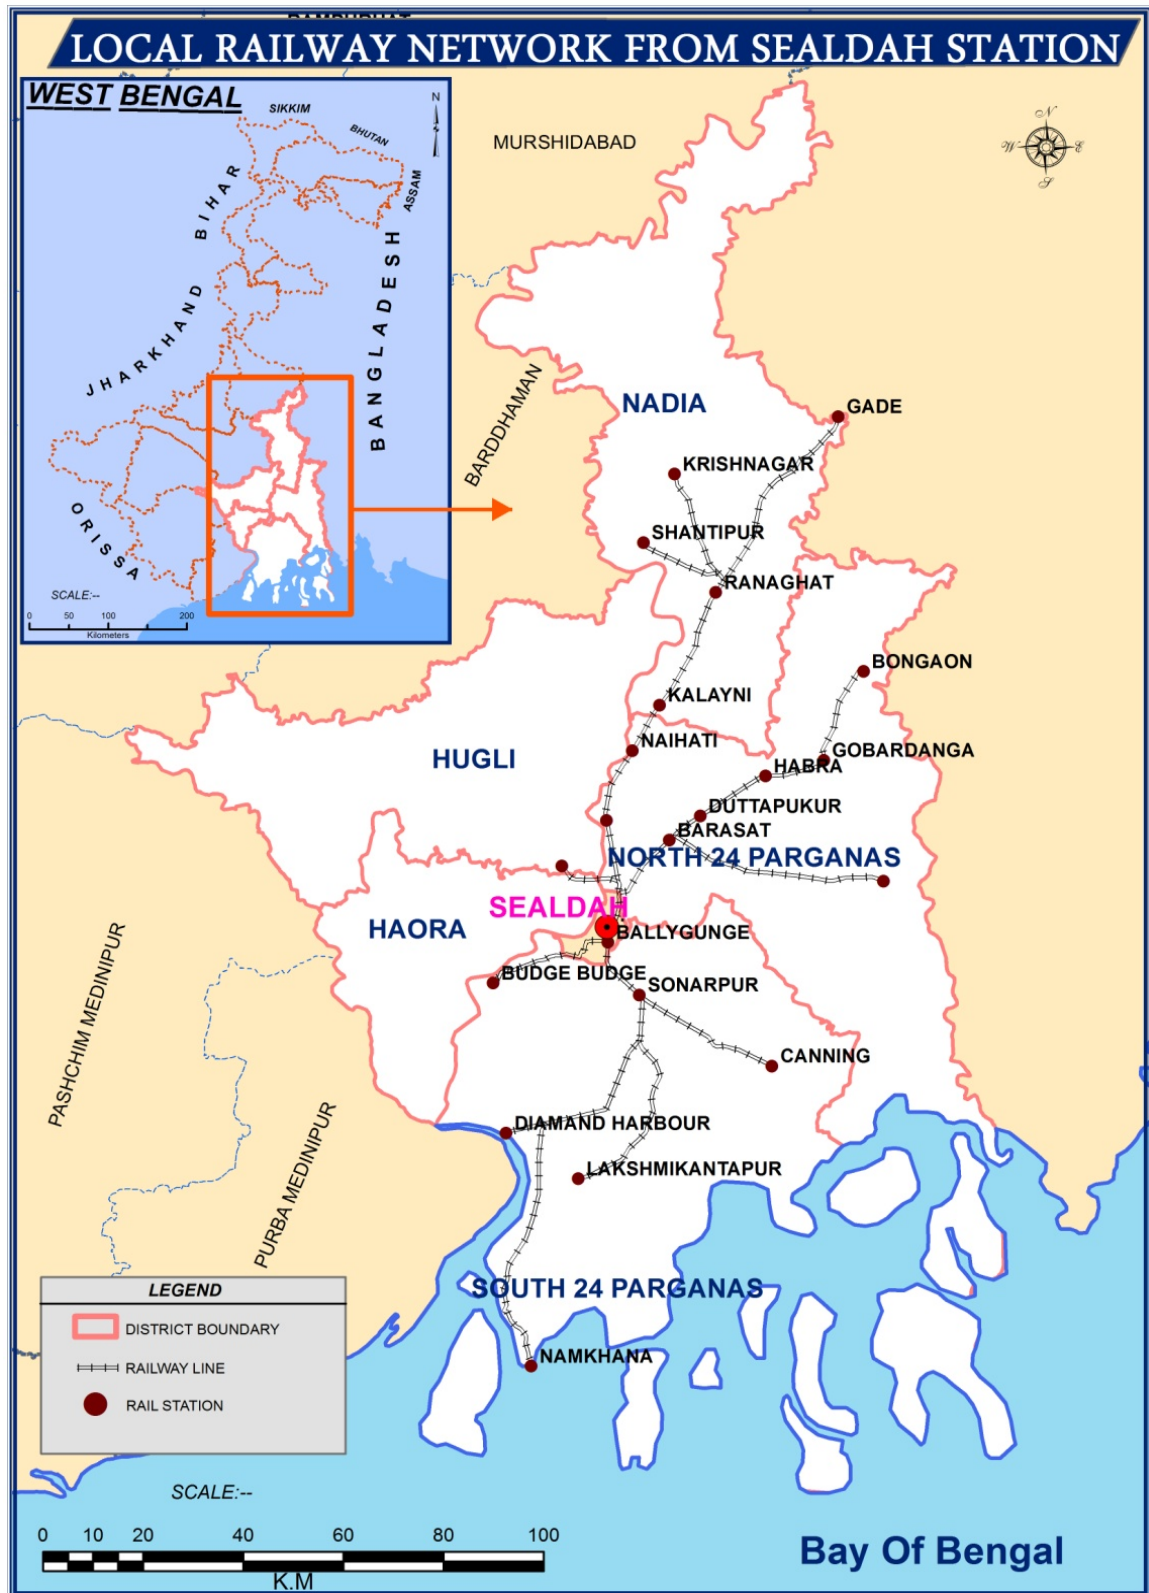 LOCAL RAILWAY NETWORK FROM SEALDAH STATION
WEST BENGAL
N
SIKKIM
BHUTAN
ASSAM
BIHAR
JHARKHAND
BANGLADESH
ORISSA
SCALE:--
0 50 100 200
Kilometers
MURSHIDABAD
N
W E
S
BARDDHAMAN
NADIA
GADE
KRISHNAGAR
SHANTIPUR
RANAGHAT
BONGAON
KALAYNI
NAIHATI
GOBARDANGA
HUGLI
HABRA
DUTTAPUKUR
BARASAT
NORTH 24 PARGANAS
SEALDAH
HAORA
BALLYGUNGE
BUDGE BUDGE
SONARPUR
PASHCHIM MEDINIPUR
CANNING
DIAMAND HARBOUR
LAKSHMIKANTAPUR
PURBA MEDINIPUR
SOUTH 24 PARGANAS
NAMKHANA
LEGEND
DISTRICT BOUNDARY
RAILWAY LINE
RAIL STATION
SCALE:--
0 10 20 40 60 80 100
K.M
Bay Of Bengal